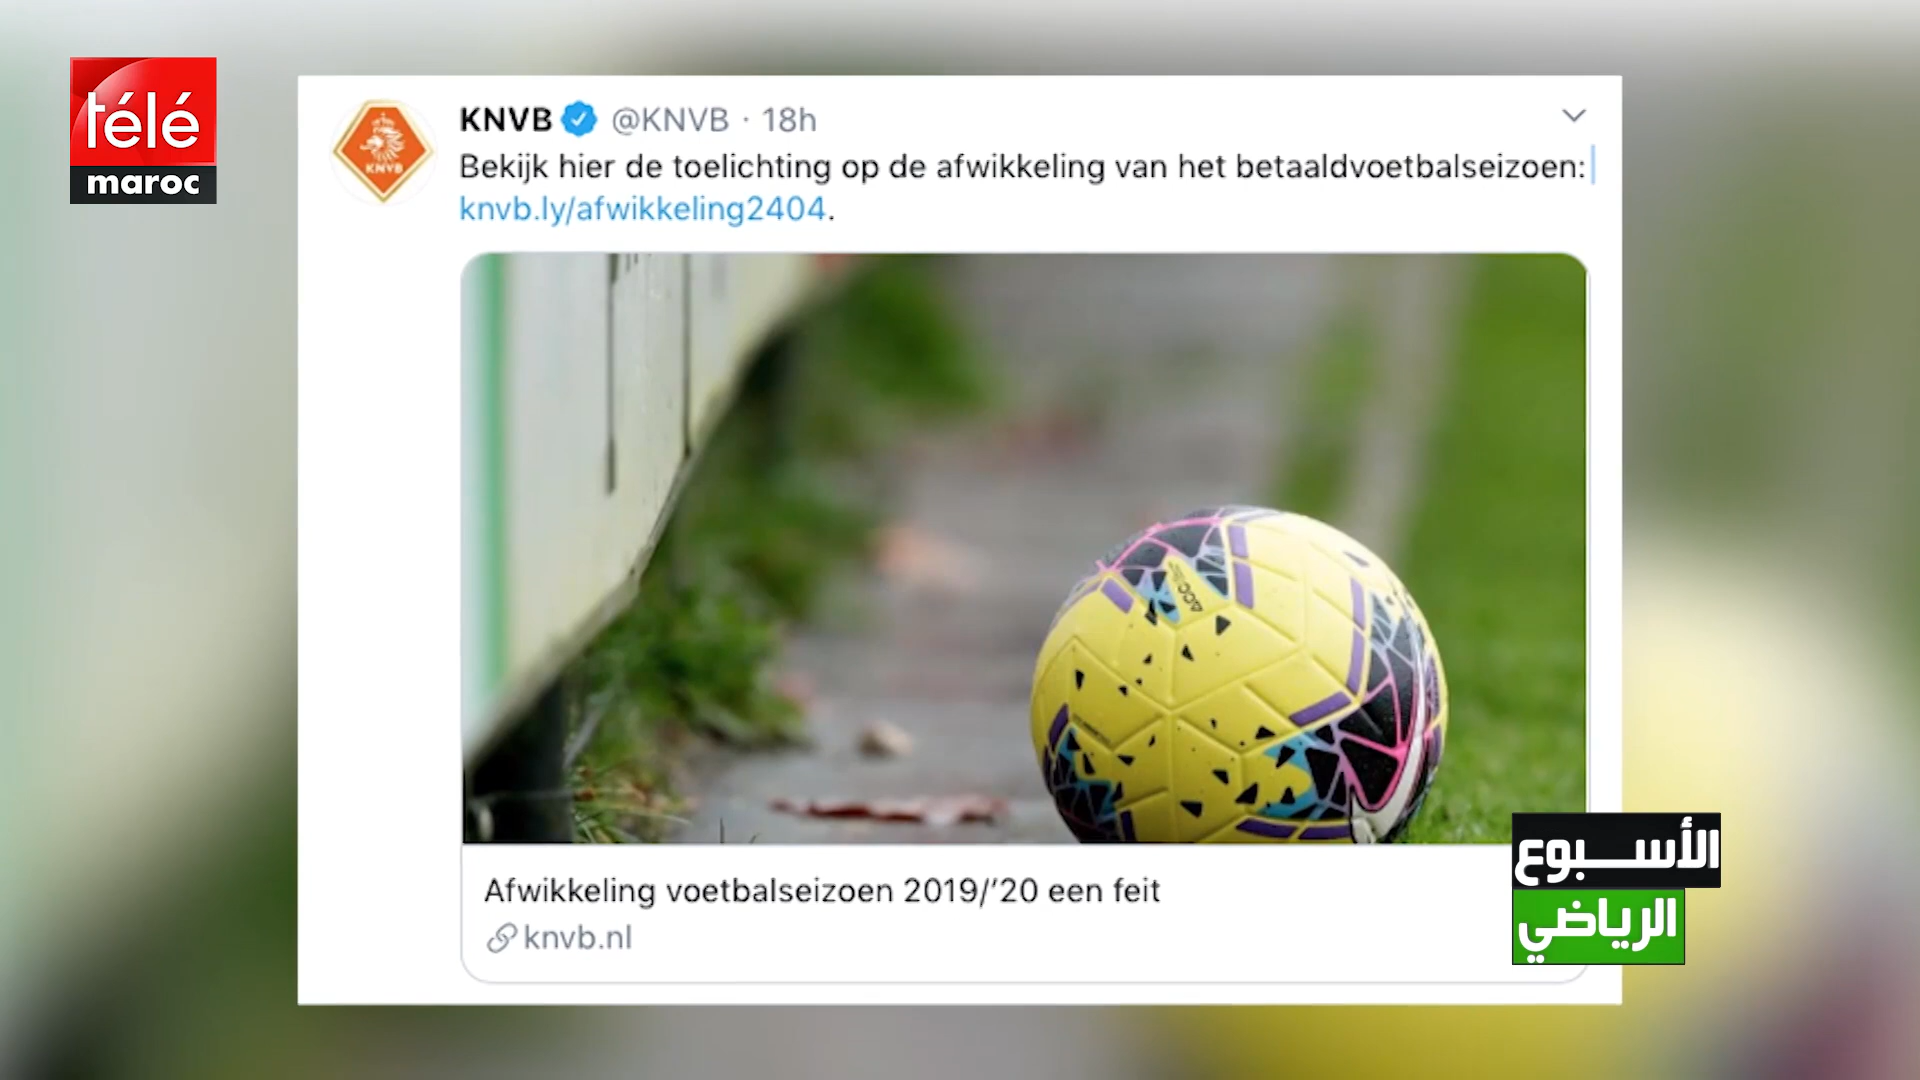 télé
maroc
KNVB
KNVB @KNVB · 18h
Bekijk hier de toelichting op de afwikkeling van het betaaldvoetbalseizoen:
knvb.ly/afwikkeling2404.
ACC
Afwikkeling voetbalseizoen 2019/'20 een feit
knvb.nl
الأسبوع
الرياضي